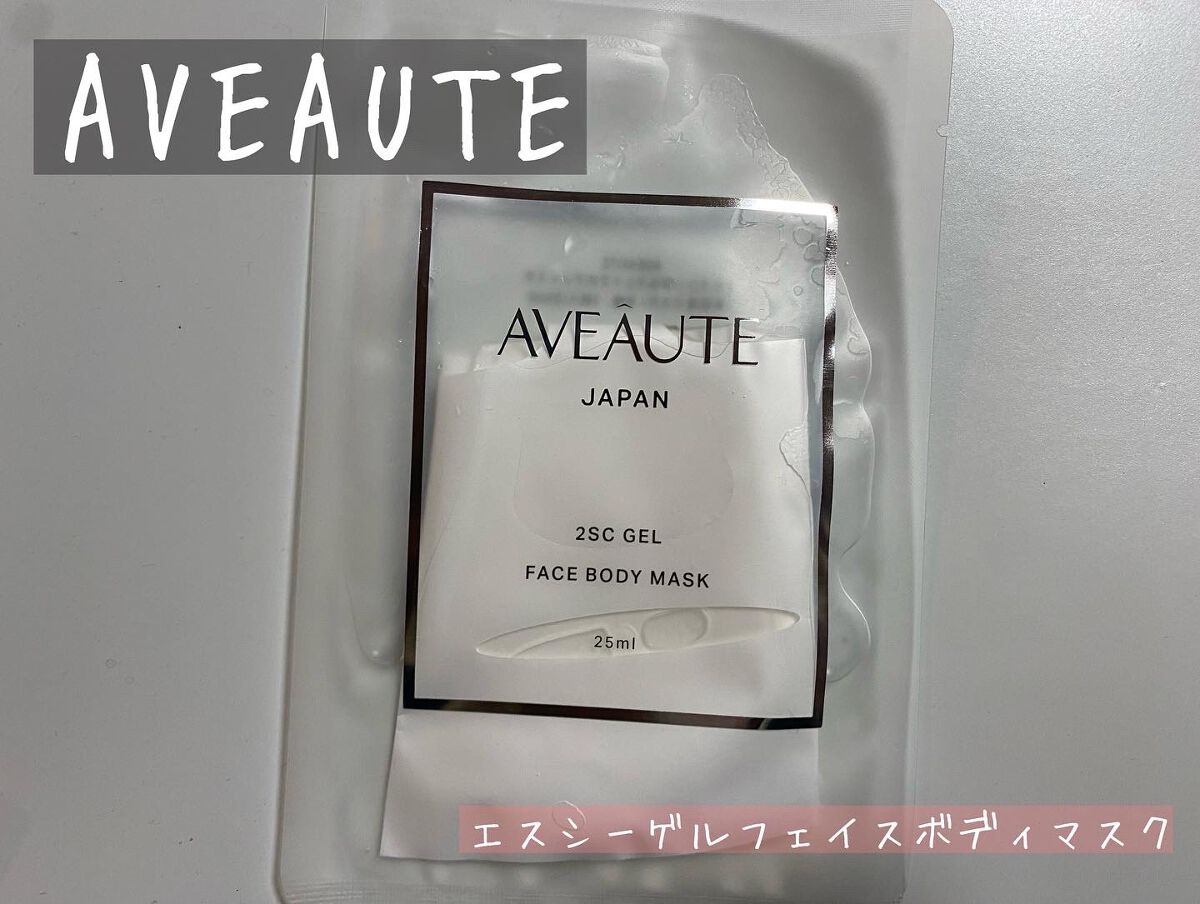 AVEAUTE
AVEÂUTE
JAPAN
2SC GEL
FACE BODY MASK
25ml
エスシーゲルフェイスボディマスク